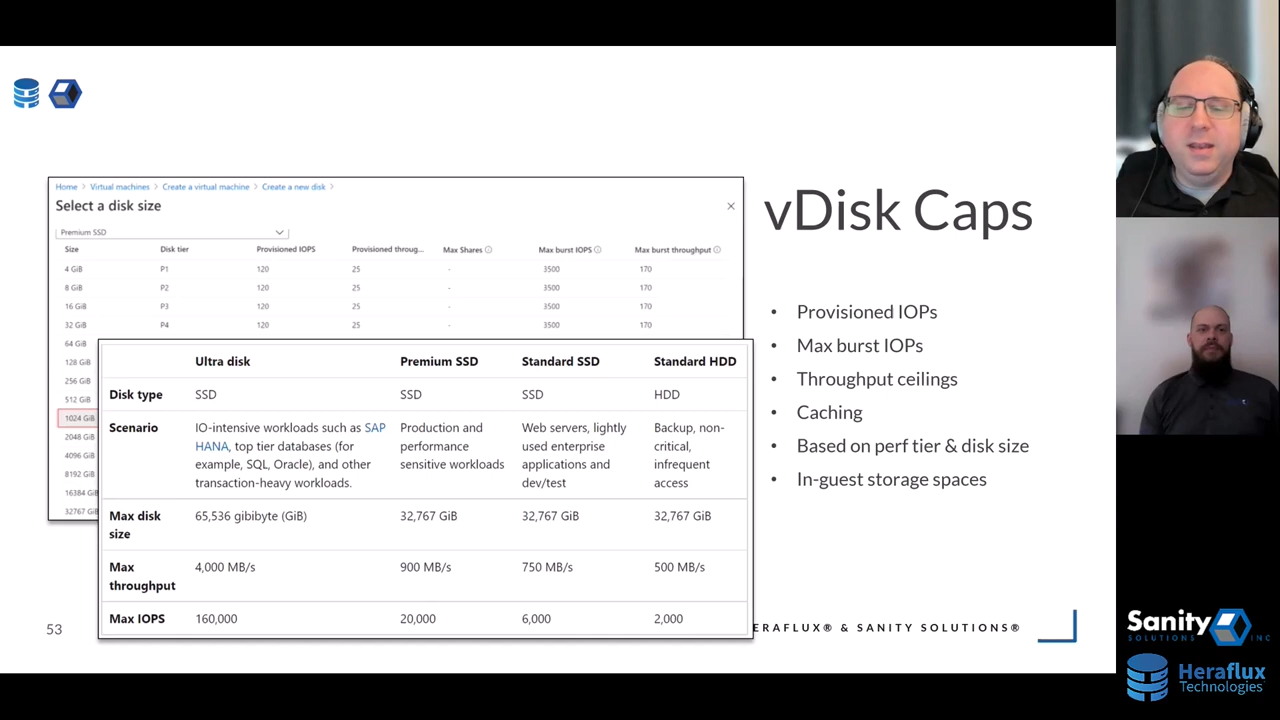 vDisk Caps
Home > Virtual machines > Create a virtual machine > Create a new disk >
Select a disk size
Premium SSD
Size Disk tier Provisioned IOPS Provisioned throug... Max Shares Max burst IOPS Max burst throughput
4 GiB P1 120 25 - 3500 170
8 GiB P2 120 25 - 3500 170
16 GiB P3 120 25 - 3500 170
32 GiB P4 120 25 - 3500 170
64 GiB
128 GiB
256 GiB
512 GiB
1024 GiB
2048 GiB
4096 GiB
8192 GiB
16384 GiB
32767 GiB
Ultra disk Premium SSD Standard SSD Standard HDD
Disk type SSD SSD SSD HDD
Scenario IO-intensive workloads such as SAP Production and Web servers, lightly Backup, non-
HANA, top tier databases (for performance used enterprise critical,
example, SQL, Oracle), and other sensitive workloads applications and infrequent
transaction-heavy workloads. dev/test access
Max disk 65,536 gibibyte (GiB) 32,767 GiB 32,767 GiB 32,767 GiB
size
Max 4,000 MB/s 900 MB/s 750 MB/s 500 MB/s
throughput
Max IOPS 160,000 20,000 6,000 2,000
• Provisioned IOPs
• Max burst IOPs
• Throughput ceilings
• Caching
• Based on perf tier & disk size
• In-guest storage spaces
53
ERAFLUX® & SANITY SOLUTIONS®
Sanity
SOLUTIONS INC
Heraflux
Technologies